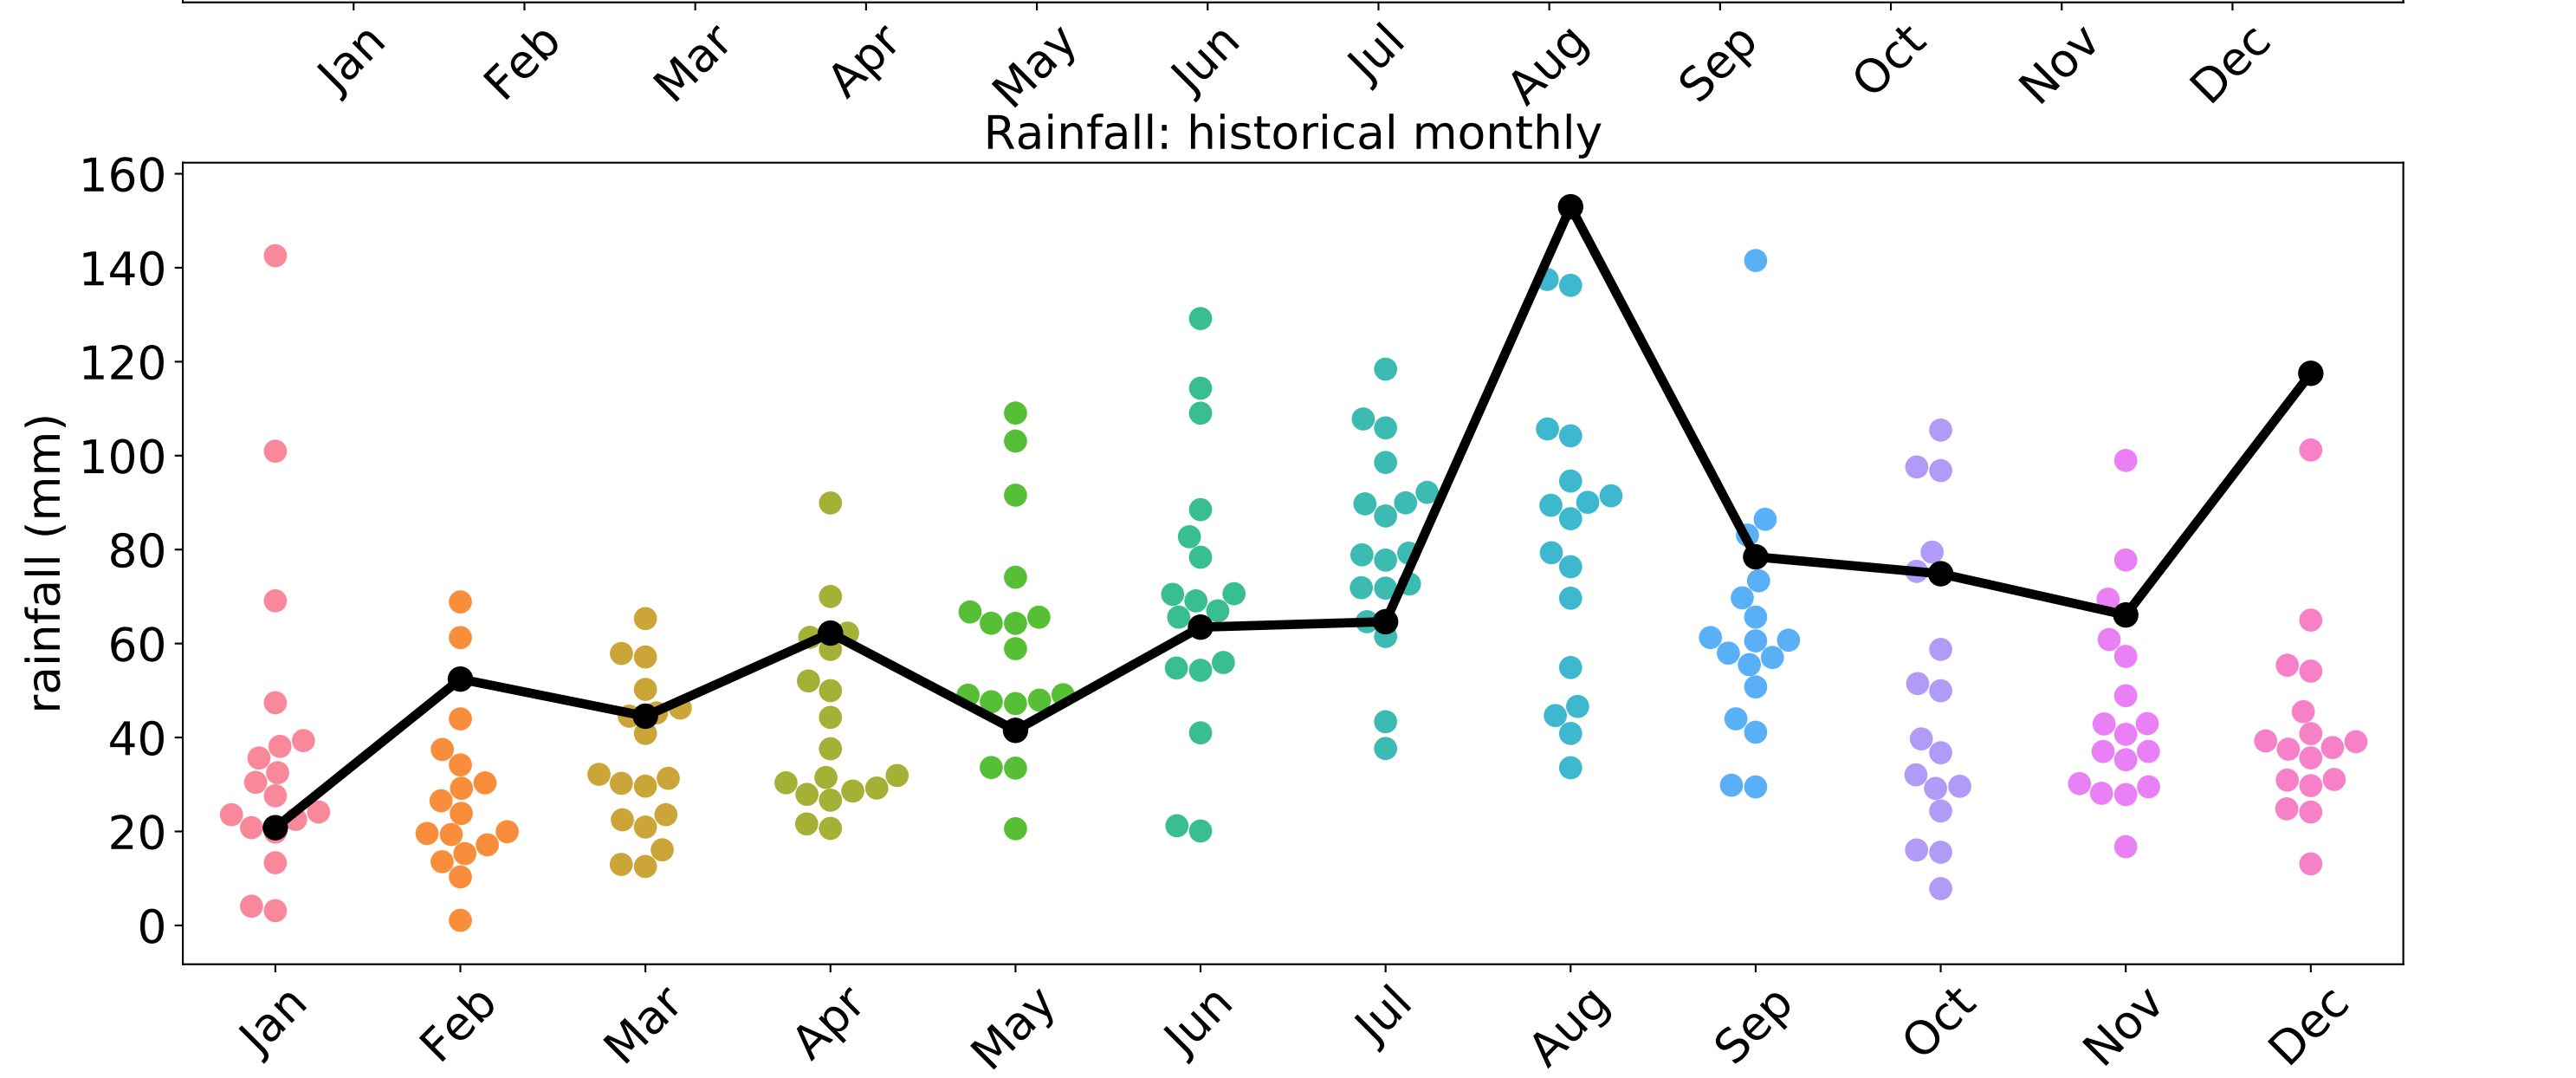 Jan Feb Mar Apr May Jun Jul Aug Sep Oct Nov Dec
Rainfall: historical monthly
160
140
120
100
80
60
40
20
0
rainfall (mm)
Jan Feb Mar Apr May Jun Jul Aug Sep Oct Nov Dec